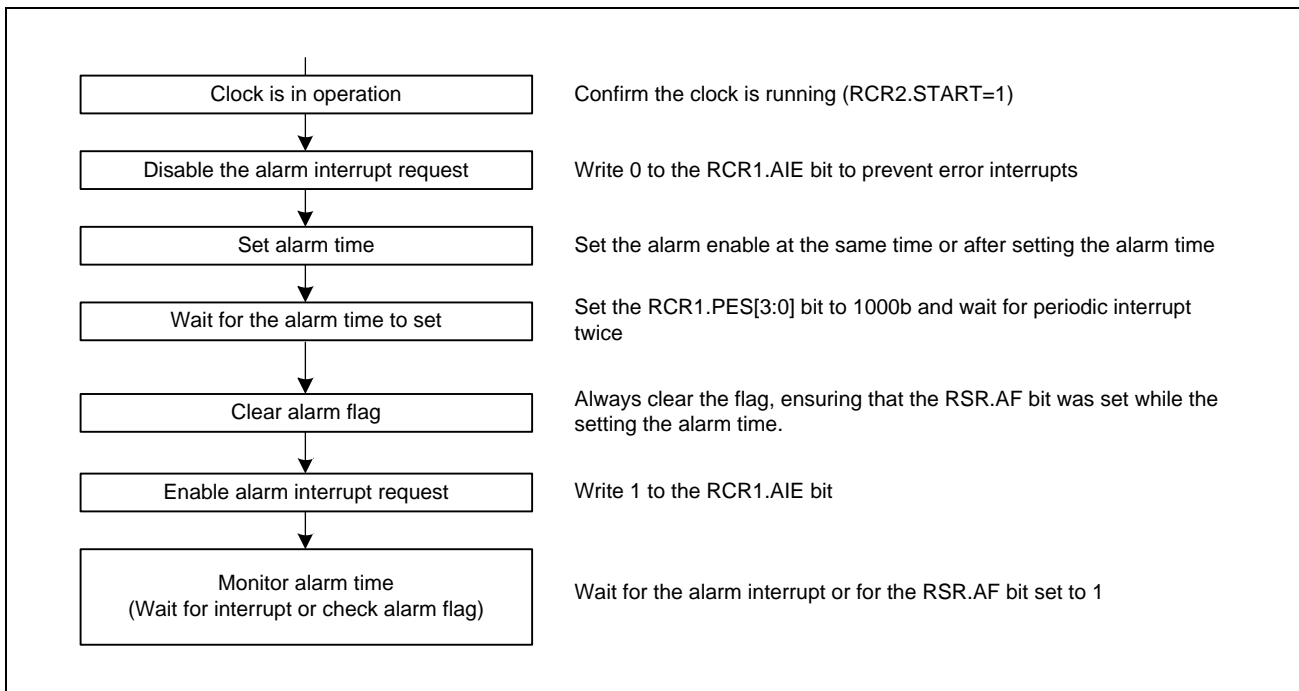 Clock is in operation
Confirm the clock is running (RCR2.START=1)
Disable the alarm interrupt request
Write 0 to the RCR1.AIE bit to prevent error interrupts
Set alarm time
Set the alarm enable at the same time or after setting the alarm time
Wait for the alarm time to set
Set the RCR1.PES[3:0] bit to 1000b and wait for periodic interrupt
twice
Clear alarm flag
Always clear the flag, ensuring that the RSR.AF bit was set while the
setting the alarm time.
Enable alarm interrupt request
Write 1 to the RCR1.AIE bit
Monitor alarm time
(Wait for interrupt or check alarm flag)
Wait for the alarm interrupt or for the RSR.AF bit set to 1